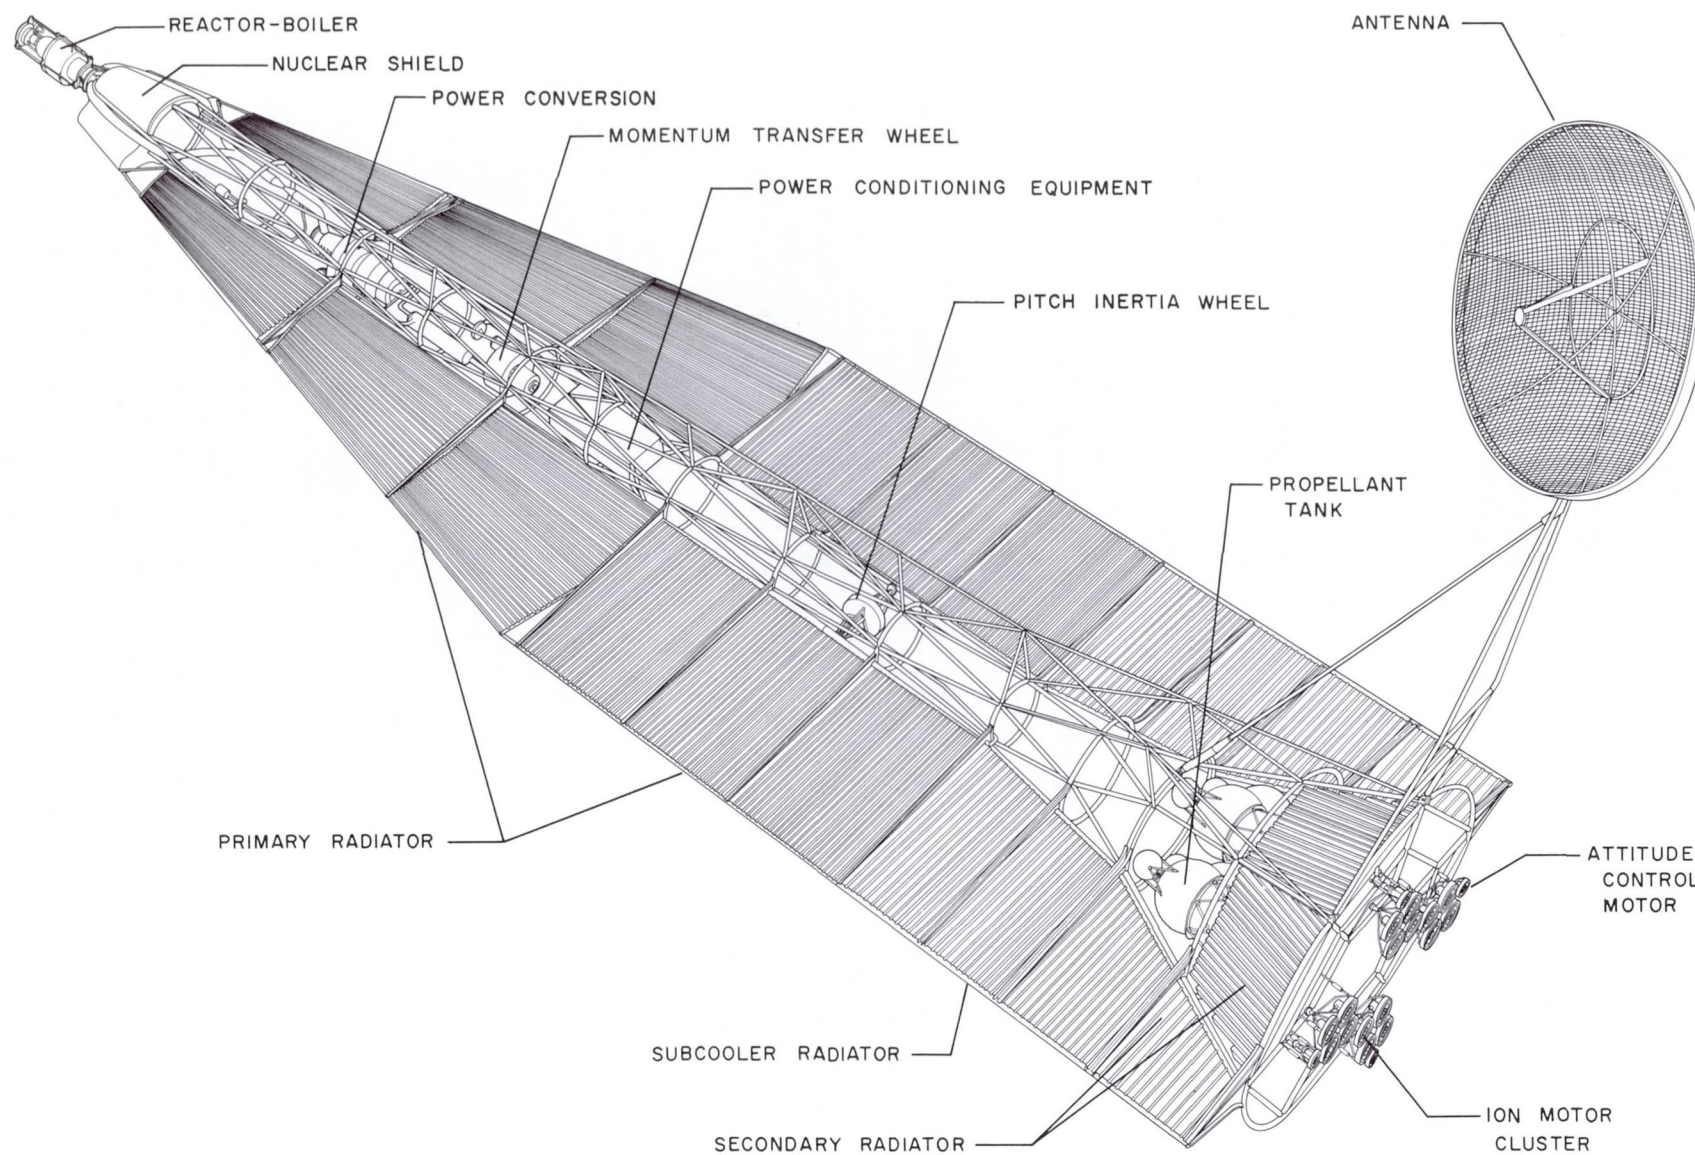 REACTOR-BOILER
ANTENNA
NUCLEAR SHIELD
POWER CONVERSION
MOMENTUM TRANSFER WHEEL
POWER CONDITIONING EQUIPMENT
PITCH INERTIA WHEEL
PROPELLANT
TANK
PRIMARY RADIATOR
ATTITUDE
CONTROL
MOTOR
SUBCOOLER RADIATOR
SECONDARY RADIATOR
ION MOTOR
CLUSTER